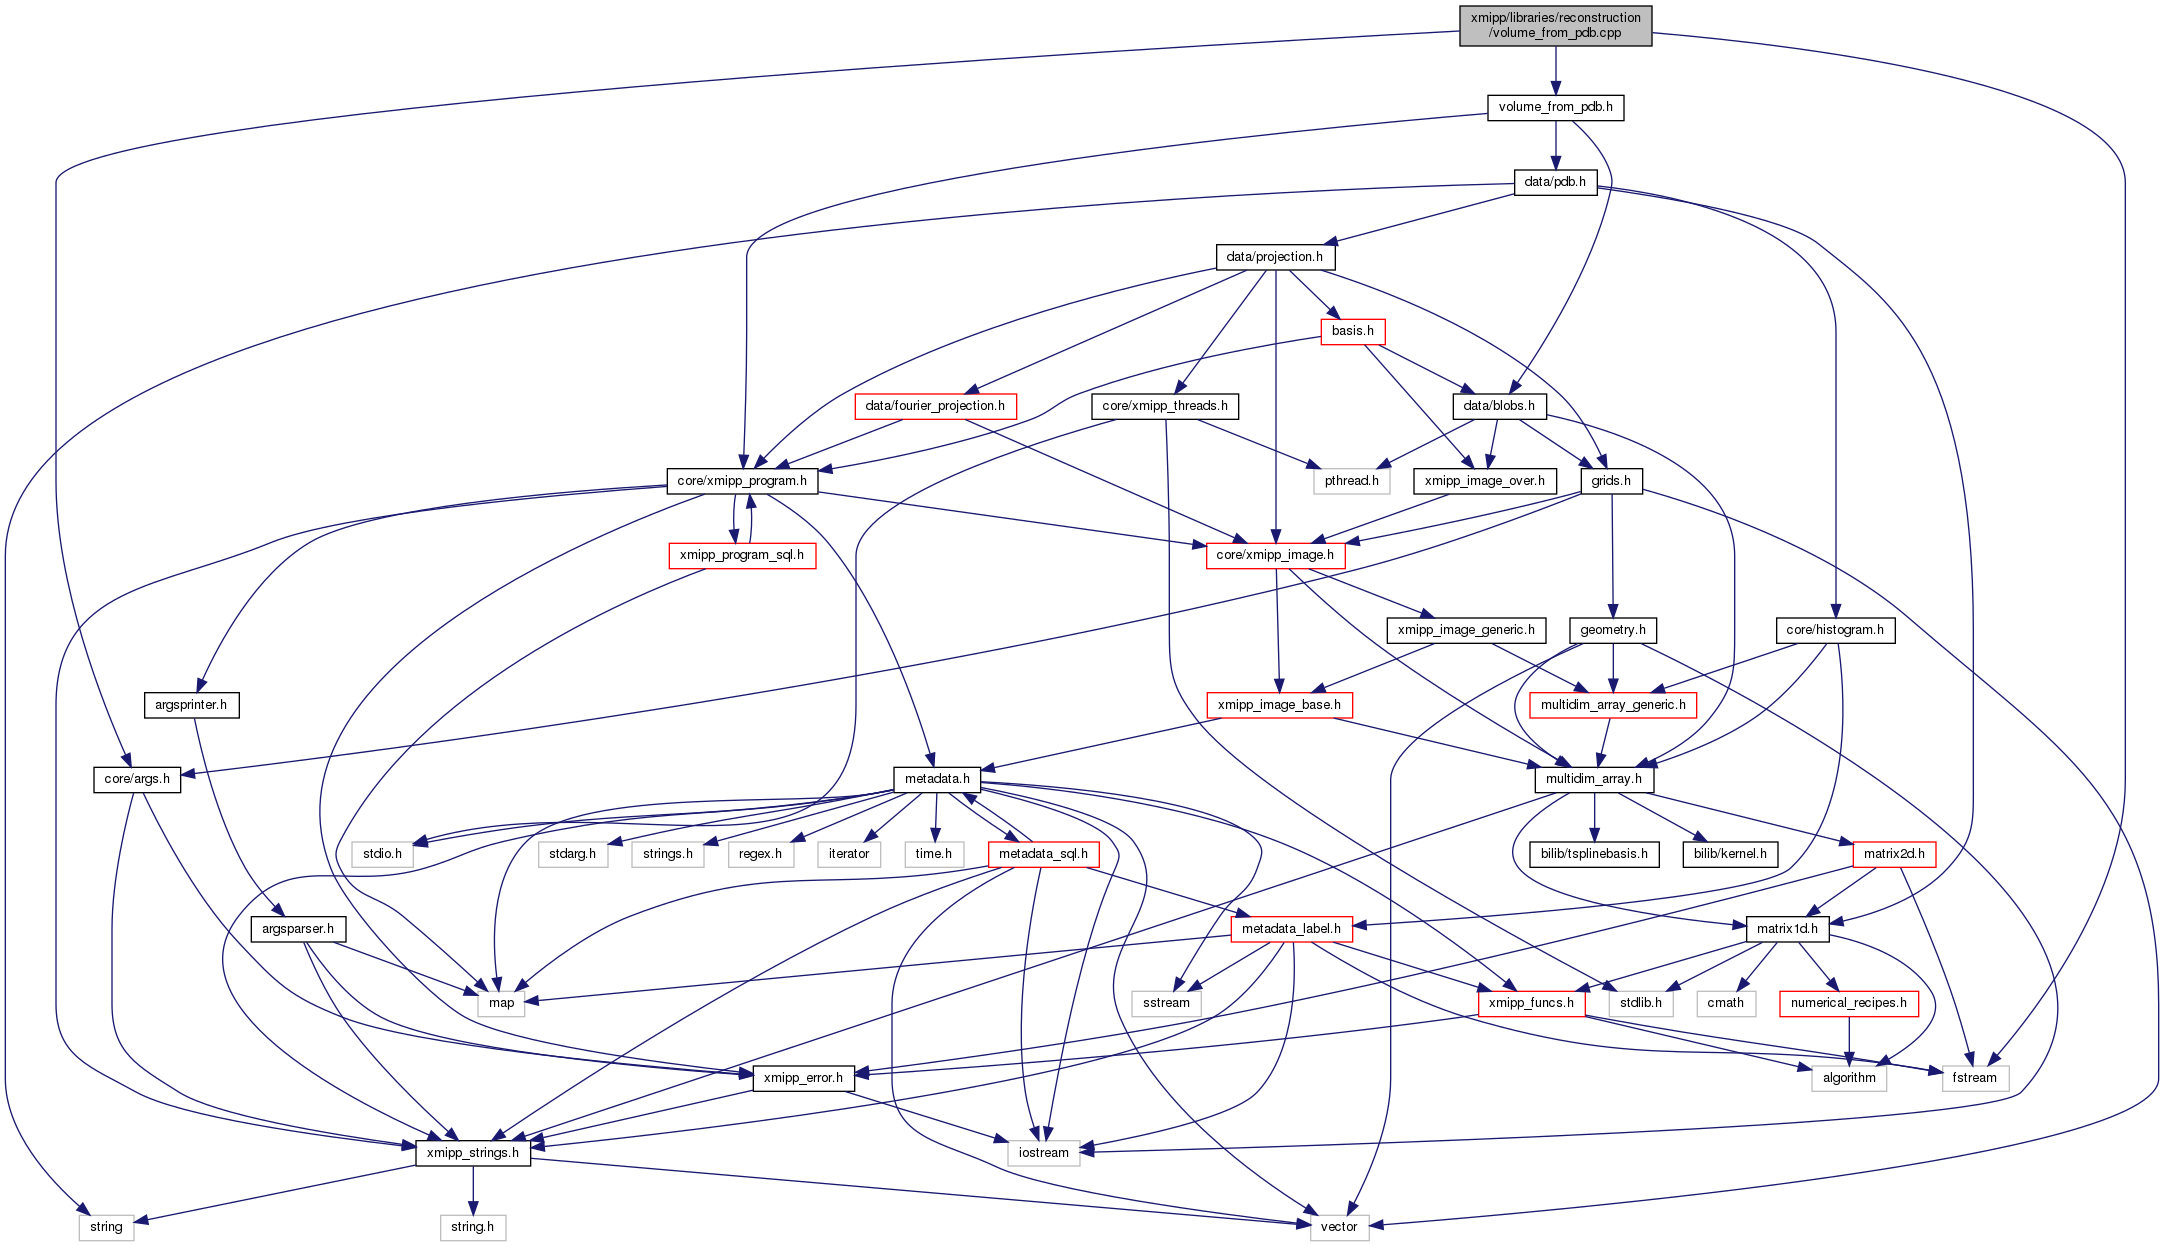 xmipp/libraries/reconstruction
/volume_from_pdb.cpp
volume_from_pdb.h
data/pdb.h
data/projection.h
basis.h
data/fourier_projection.h
core/xmipp_threads.h
data/blobs.h
core/xmipp_program.h
pthread.h
xmipp_image_over.h
grids.h
xmipp_program_sql.h
core/xmipp_image.h
xmipp_image_generic.h
geometry.h
core/histogram.h
argsprinter.h
xmipp_image_base.h
multidim_array_generic.h
core/args.h
metadata.h
multidim_array.h
stdio.h
stdarg.h
strings.h
regex.h
iterator
time.h
metadata_sql.h
bilib/tsplinebasis.h
bilib/kernel.h
matrix2d.h
argsparser.h
metadata_label.h
matrix1d.h
map
sstream
xmipp_funcs.h
stdlib.h
cmath
numerical_recipes.h
xmipp_error.h
algorithm
fstream
xmipp_strings.h
iostream
string
string.h
vector